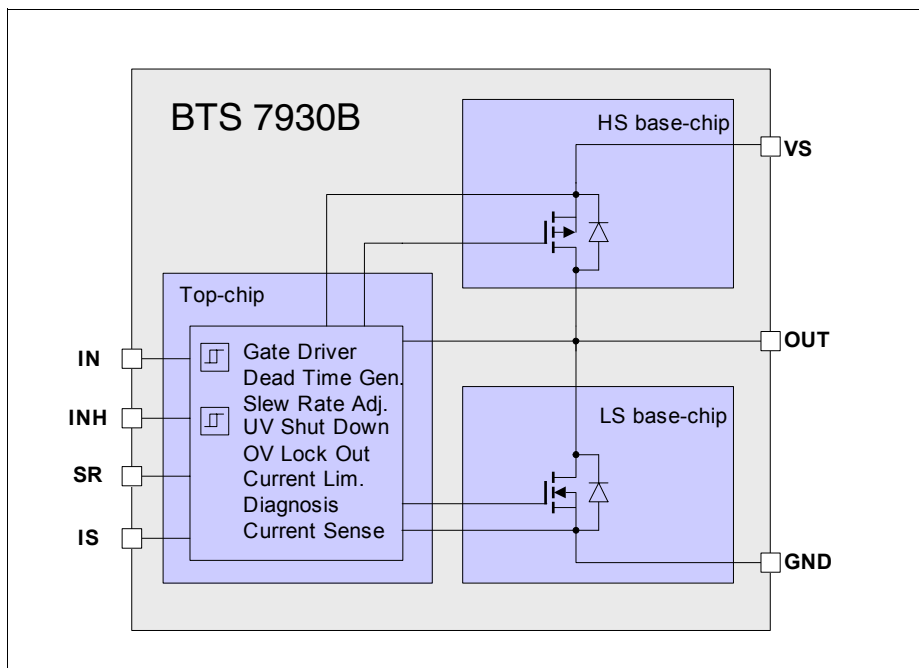 BTS 7930B
HS base-chip
VS
Top-chip
IN
INH
SR
IS
Gate Driver
Dead Time Gen.
Slew Rate Adj.
UV Shut Down
OV Lock Out
Current Lim.
Diagnosis
Current Sense
OUT
LS base-chip
GND